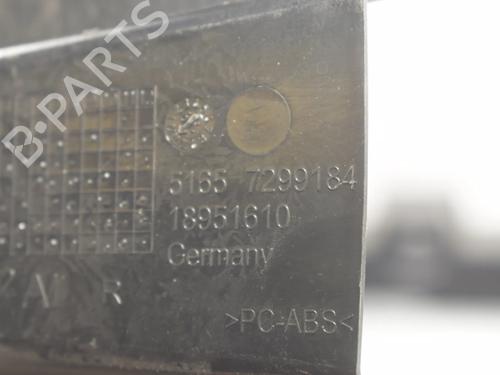 B-PARTS
5165 7299184
18951610
Germany
R
>PC-ABS<